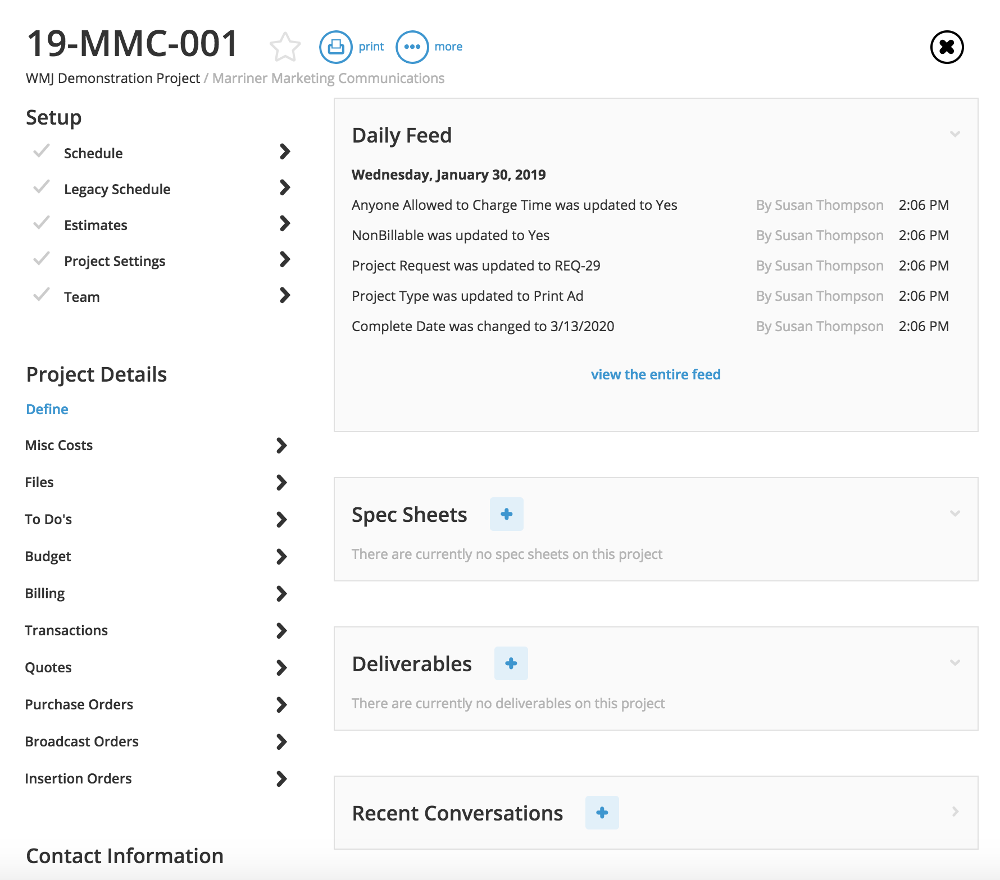 19-MMC-001
print
more
WMJ Demonstration Project / Marriner Marketing Communications
Setup
Schedule
Legacy Schedule
Estimates
Project Settings
Team
Project Details
Define
Misc Costs
Files
To Do's
Budget
Billing
Transactions
Quotes
Purchase Orders
Broadcast Orders
Insertion Orders
Contact Information
Daily Feed
Wednesday, January 30, 2019
Anyone Allowed to Charge Time was updated to Yes By Susan Thompson 2:06 PM
NonBillable was updated to Yes By Susan Thompson 2:06 PM
Project Request was updated to REQ-29 By Susan Thompson 2:06 PM
Project Type was updated to Print Ad By Susan Thompson 2:06 PM
Complete Date was changed to 3/13/2020 By Susan Thompson 2:06 PM
view the entire feed
Spec Sheets
There are currently no spec sheets on this project
Deliverables
There are currently no deliverables on this project
Recent Conversations